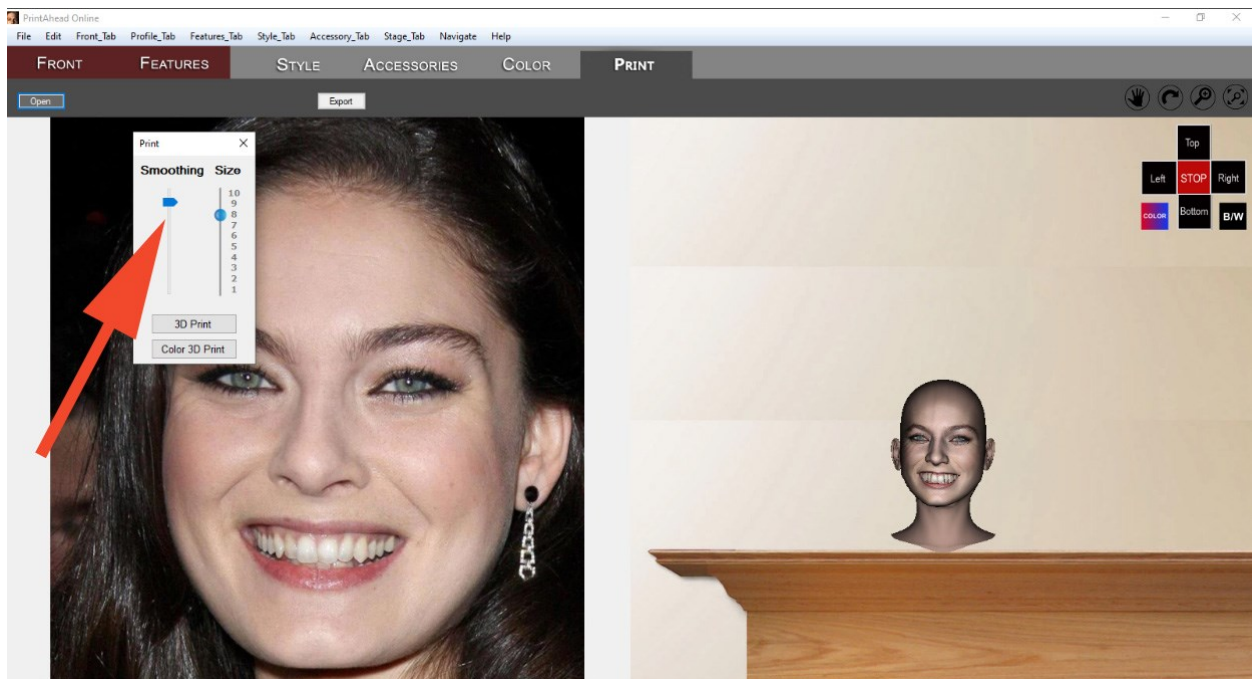 PrintAhead Online
File Edit Front_Tab Profile_Tab Features_Tab Style_Tab Accessory_Tab Stage_Tab Navigate Help
FRONT FEATURES STYLE ACCESSORIES COLOR PRINT
Open Export
Print
Smoothing Size
10
9
8
7
6
5
4
3
2
1
3D Print
Color 3D Print
Top
Left STOP Right
COLOR Bottom B/W